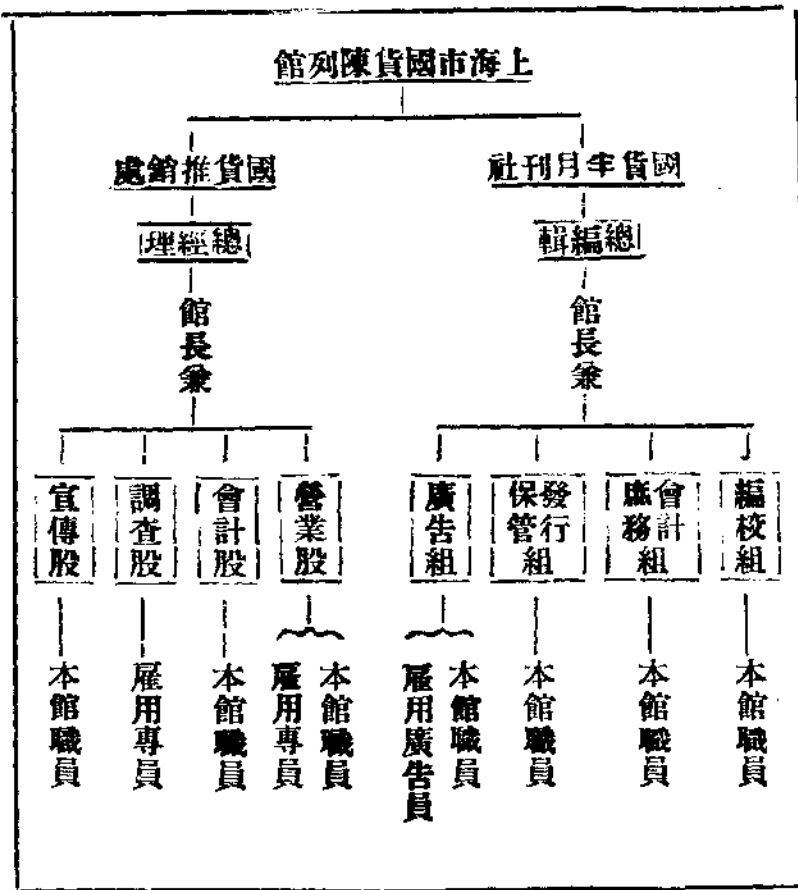 上海市國貨陳列館
國貨半月刊社
國貨推銷處
總編輯
總經理
館長兼
館長兼
編校組
會計
庶務
組
發行
保管
組
廣告組
營業股
會計股
調查股
宣傳股
本館職員
本館職員
本館職員
本館職員
雇用廣告員
本館職員
雇用專員
本館職員
雇用專員
本館職員